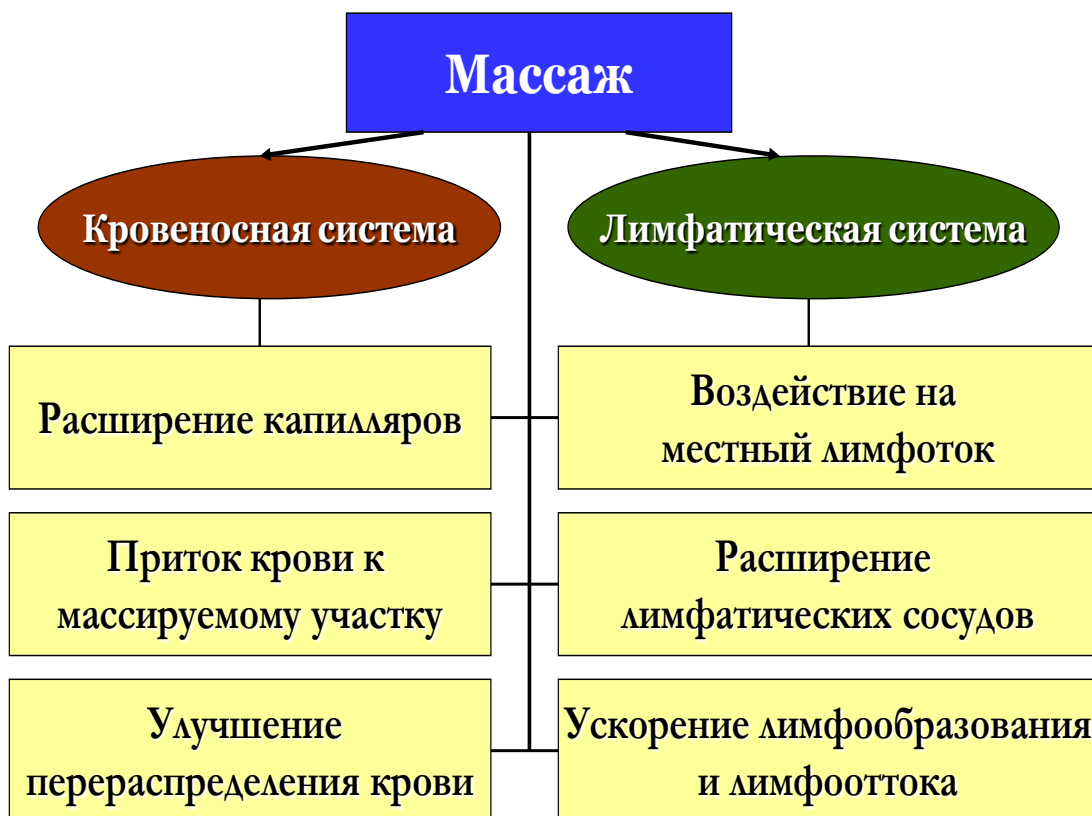 Массаж
Кровеносная система
Лимфатическая система
Расширение капилляров
Воздействие на
местный лимфоток
Приток крови к
массируемому участку
Расширение
лимфатических сосудов
Улучшение
перераспределения крови
Ускорение лимфообразования
и лимфооттока